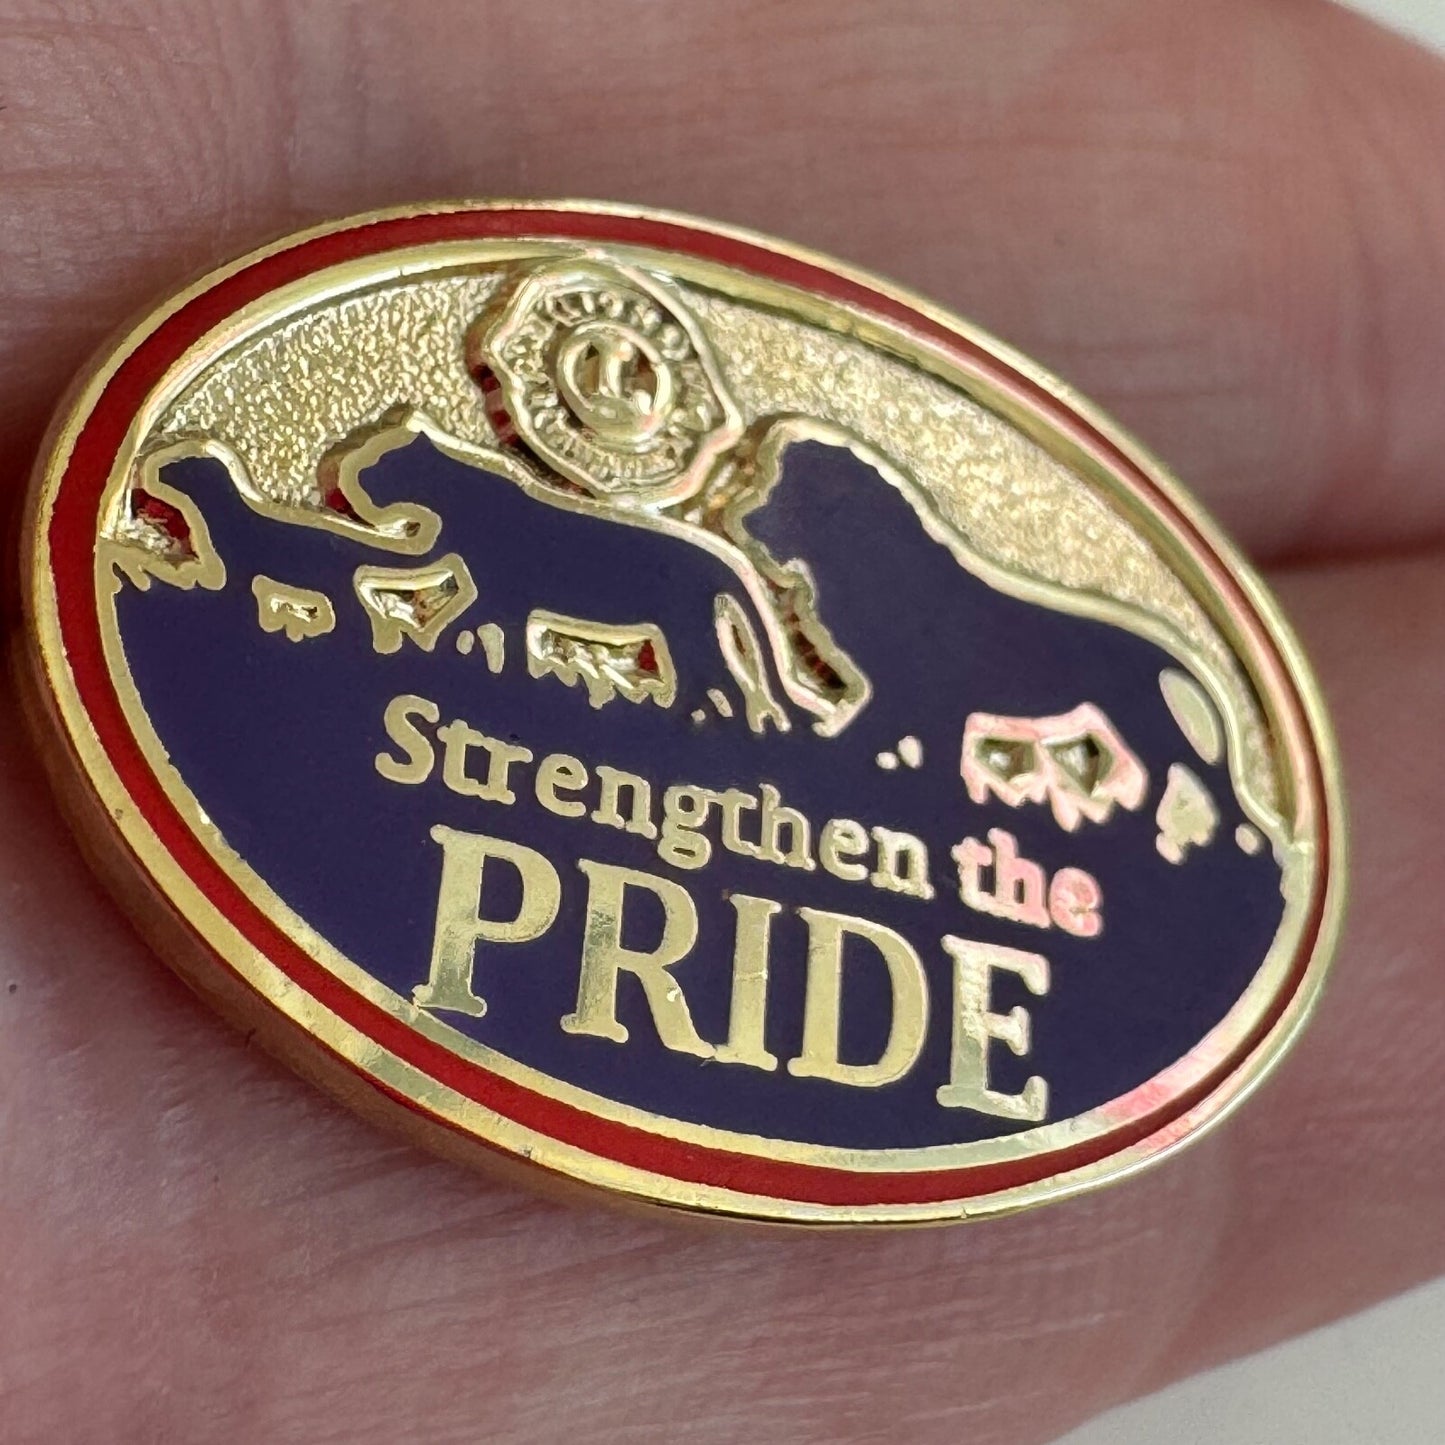 L
Strengthen the
PRIDE